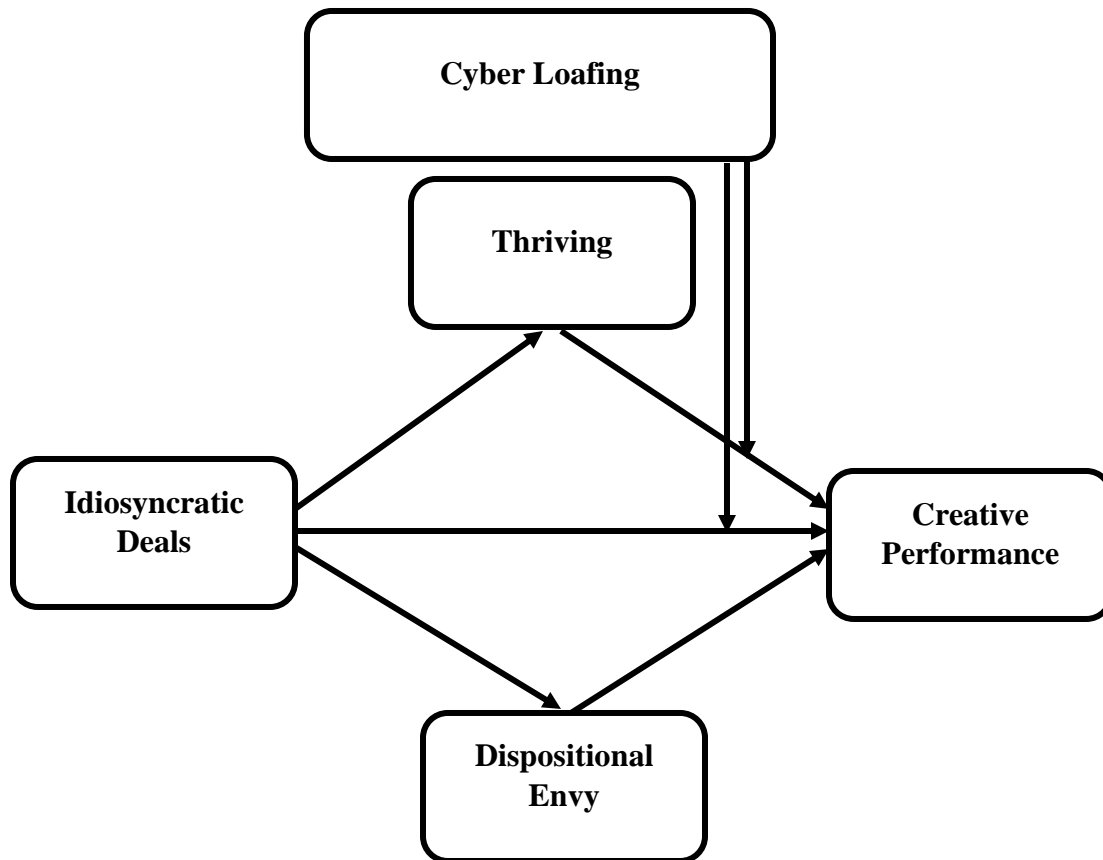 Cyber Loafing
Thriving
Idiosyncratic
Deals
Creative
Performance
Dispositional
Envy